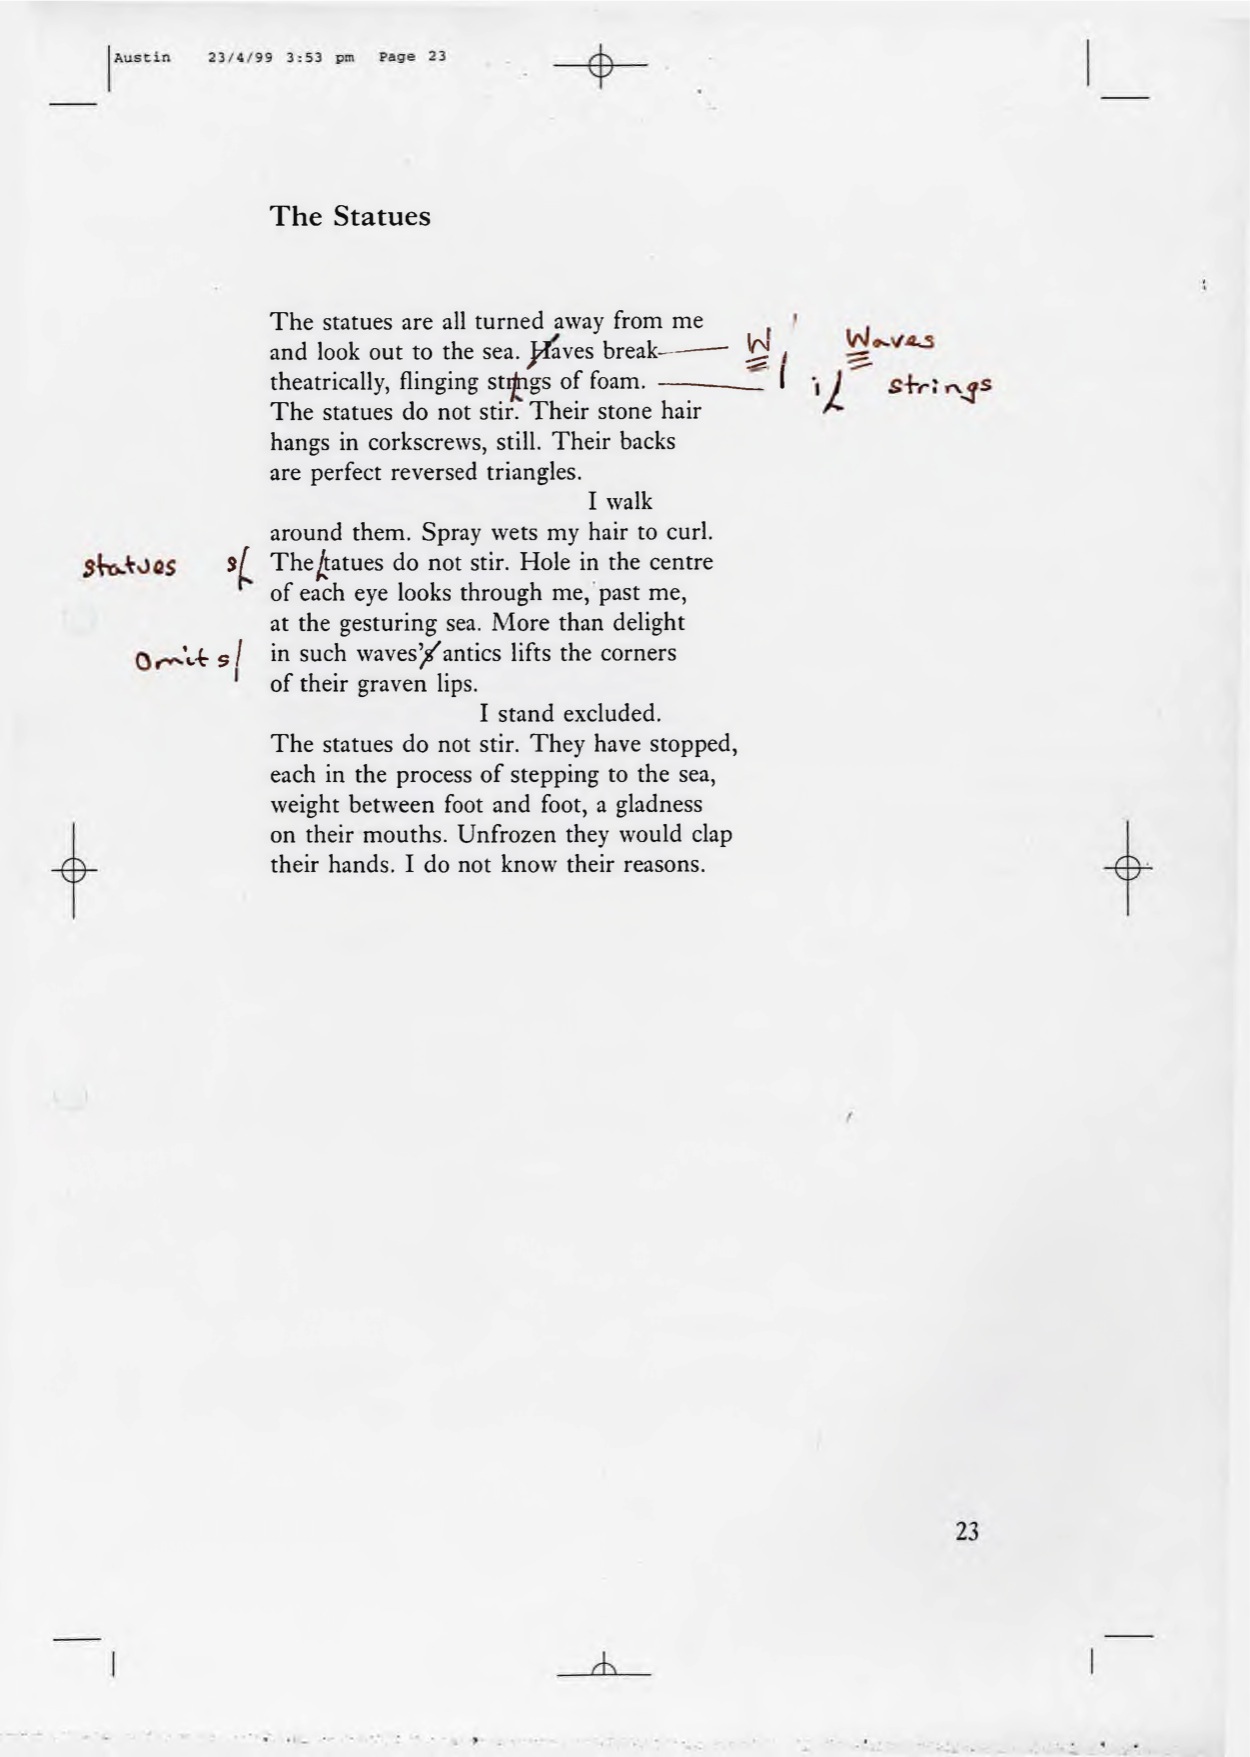 Austin 23/4/99 3:53 pm Page 23
The Statues
The statues are all turned away from me
and look out to the sea. Haves break W / Waves
theatrically, flinging strngs of foam. i/ strings
The statues do not stir. Their stone hair
hangs in corkscrews, still. Their backs
are perfect reversed triangles.
I walk
around them. Spray wets my hair to curl.
statues s/ The tatues do not stir. Hole in the centre
of each eye looks through me, past me,
at the gesturing sea. More than delight
omit s/ in such waves's antics lifts the corners
of their graven lips.
I stand excluded.
The statues do not stir. They have stopped,
each in the process of stepping to the sea,
weight between foot and foot, a gladness
on their mouths. Unfrozen they would clap
their hands. I do not know their reasons.
23